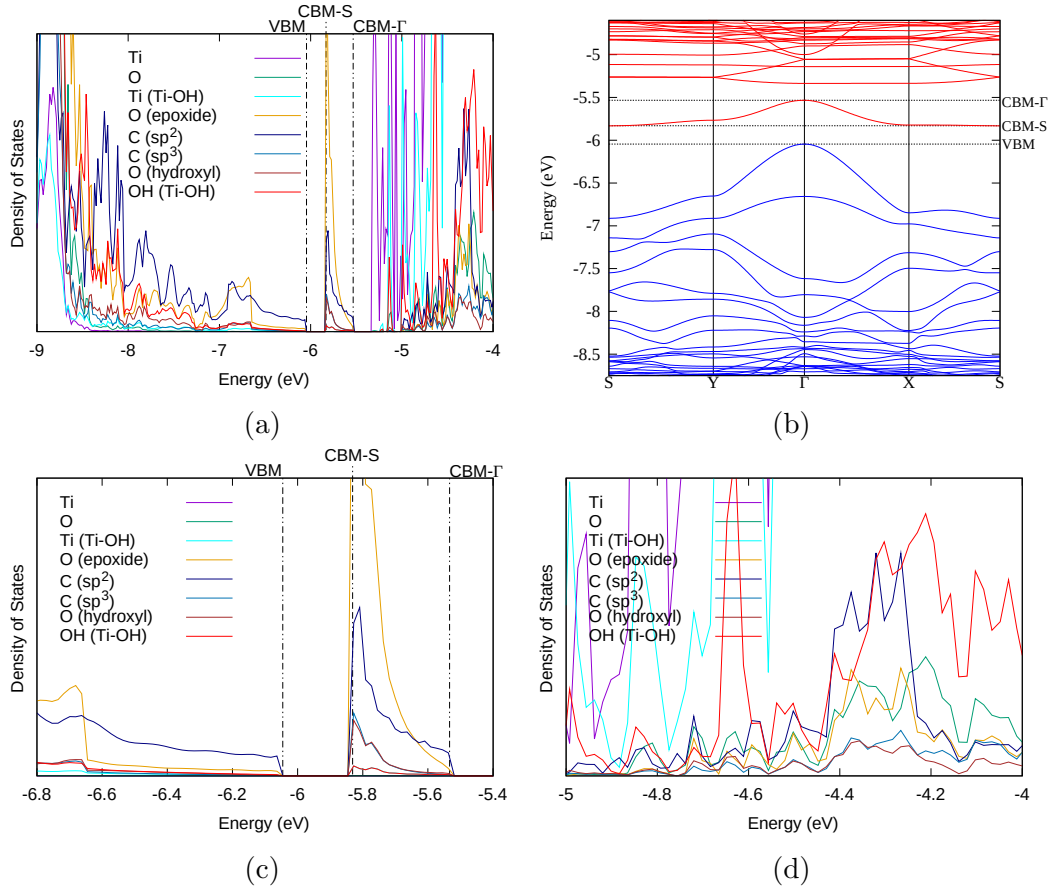 CBM-S
VBM CBM-Γ
Density of States
Ti
O
Ti (Ti-OH)
O (epoxide)
C (sp²)
C (sp³)
O (hydroxyl)
OH (Ti-OH)
-9 -8 -7 -6 -5 -4
Energy (eV)
(a)
Energy (eV)
-5
-5.5
-6
-6.5
-7
-7.5
-8
-8.5
CBM-Γ
CBM-S
VBM
S Y Γ X S
(b)
CBM-S
VBM CBM-Γ
Density of States
Ti
O
Ti (Ti-OH)
O (epoxide)
C (sp²)
C (sp³)
O (hydroxyl)
OH (Ti-OH)
-6.8 -6.6 -6.4 -6.2 -6 -5.8 -5.6 -5.4
Energy (eV)
(c)
Density of States
Ti
O
Ti (Ti-OH)
O (epoxide)
C (sp²)
C (sp³)
O (hydroxyl)
OH (Ti-OH)
-5 -4.8 -4.6 -4.4 -4.2 -4
Energy (eV)
(d)